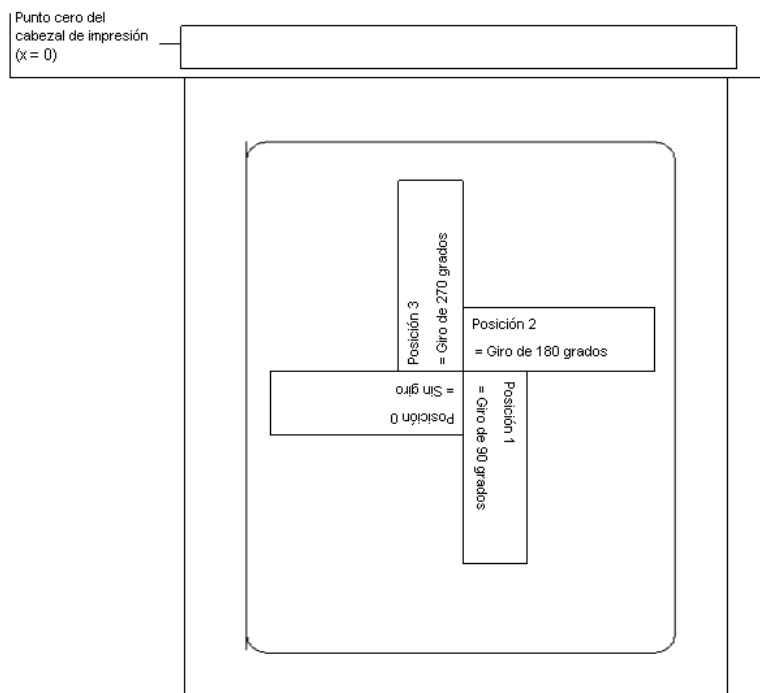 Punto cero del
cabezal de impresión
(x = 0)
Posición 3
= Giro de 270 grados
Posición 2
= Giro de 180 grados
Posición 0
= Sin giro
Posición 1
= Giro de 90 grados